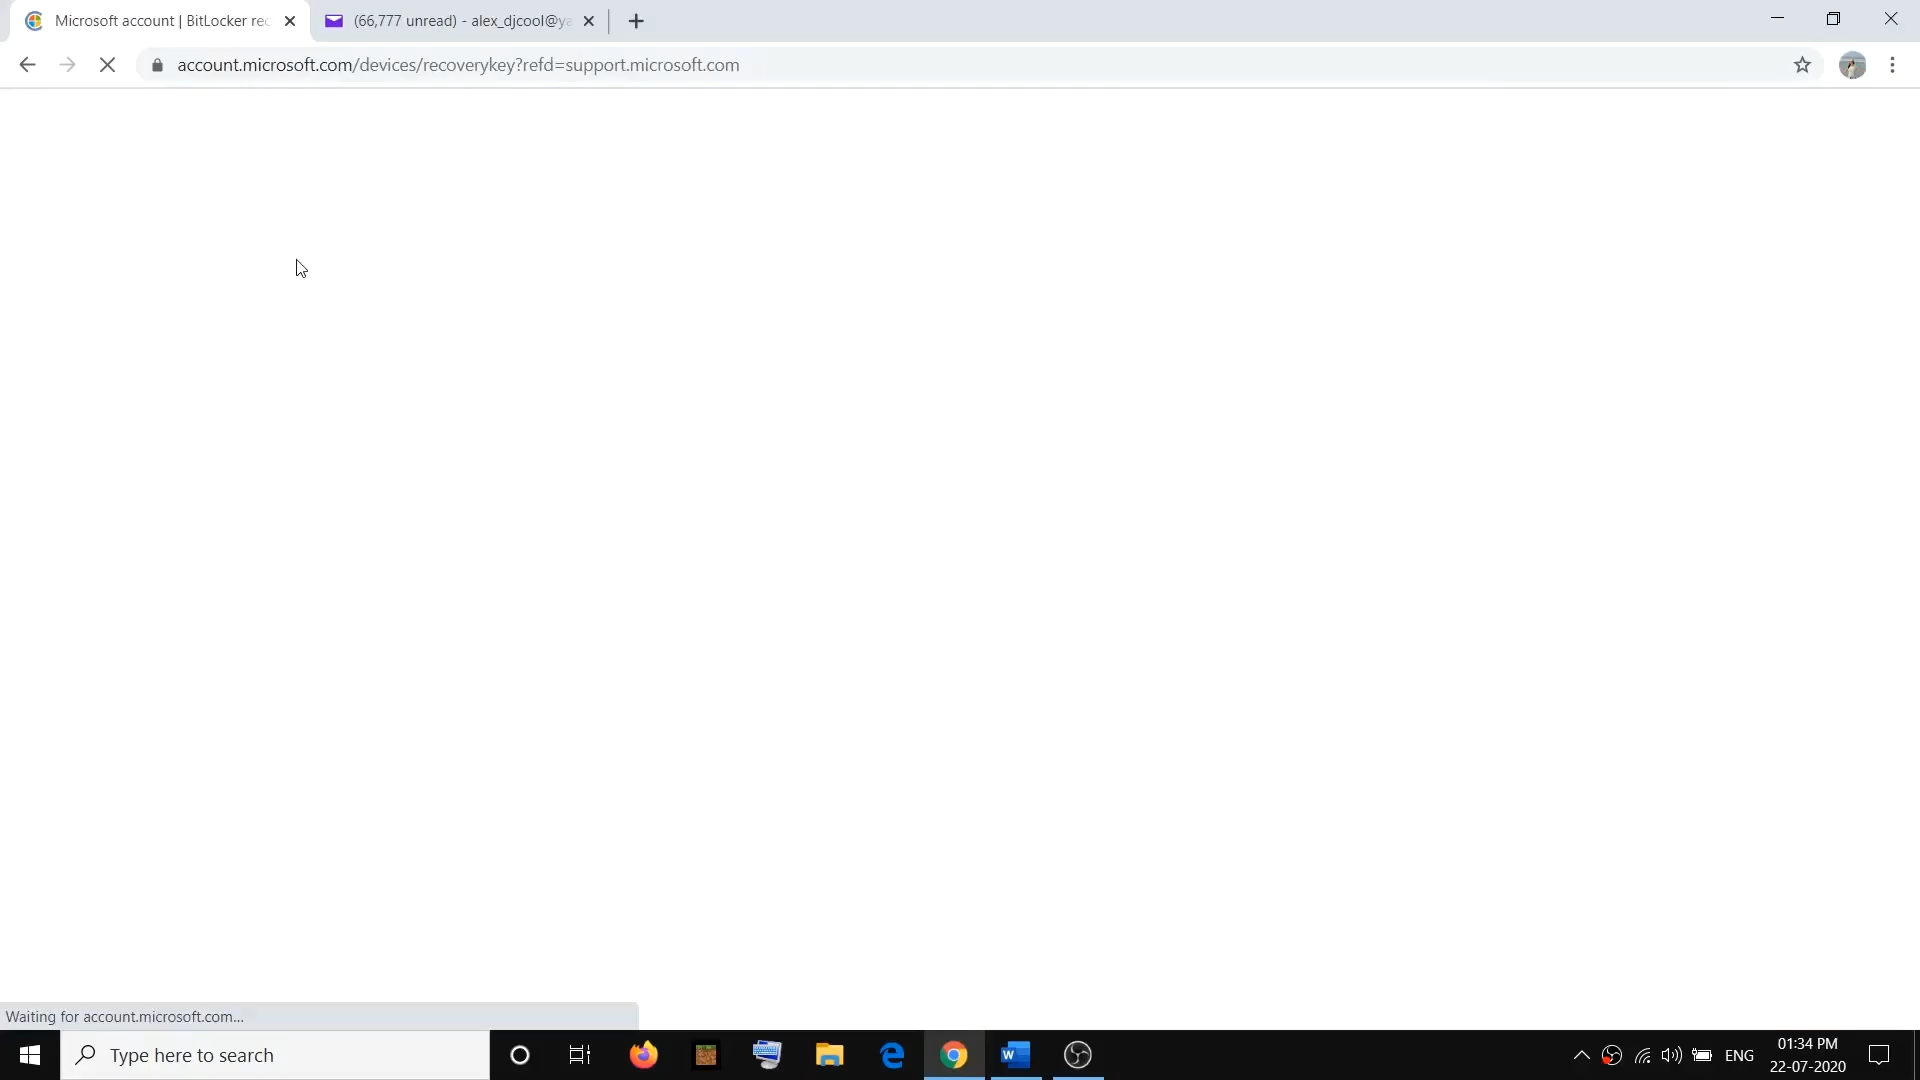 Microsoft account | BitLocker rec
(66,777 unread) - alex_djcool@ya
account.microsoft.com/devices/recoverykey?refd=support.microsoft.com
Waiting for account.microsoft.com...
Type here to search
ENG
01:34 PM
22-07-2020